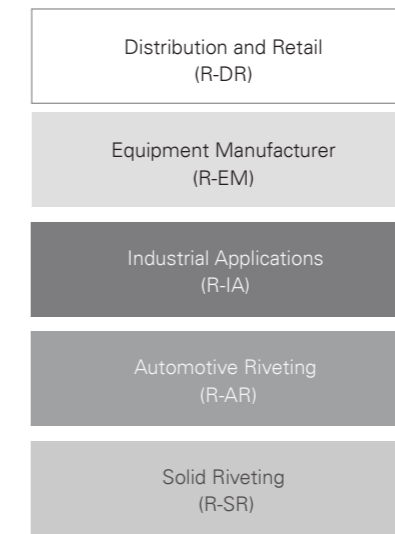 Distribution and Retail
(R-DR)
Equipment Manufacturer
(R-EM)
Industrial Applications
(R-IA)
Automotive Riveting
(R-AR)
Solid Riveting
(R-SR)